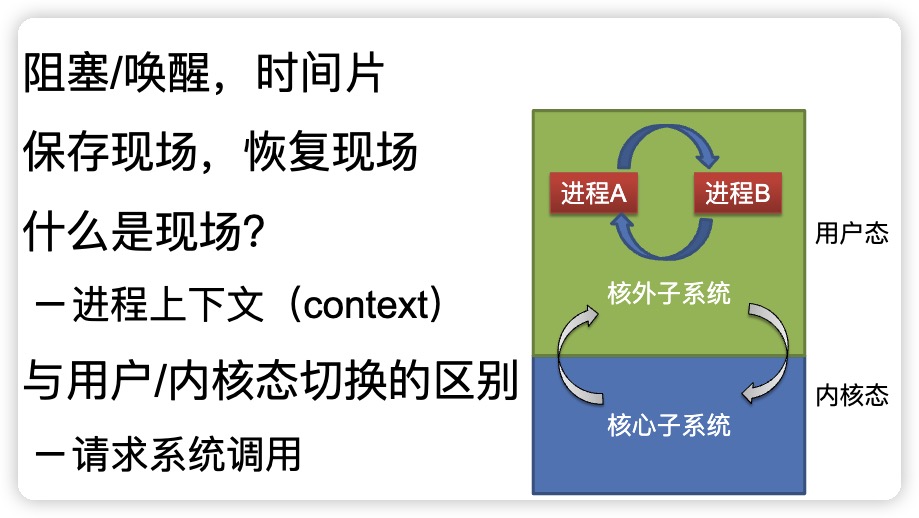 阻塞/唤醒，时间片
保存现场，恢复现场
什么是现场？
－进程上下文（context）
与用户/内核态切换的区别
－请求系统调用
进程A
进程B
用户态
核外子系统
内核态
核心子系统